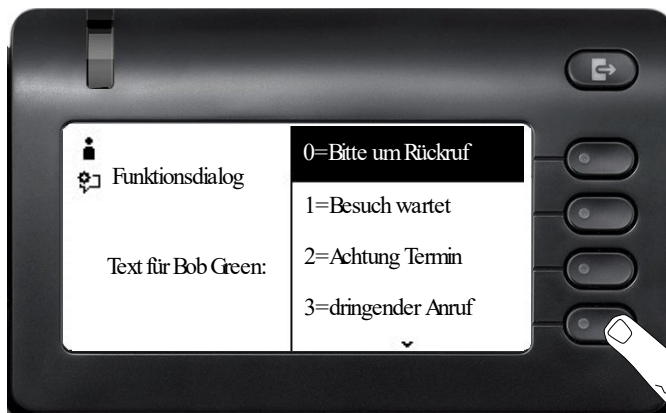 Funktionsdialog
Text für Bob Green:
0=Bitte um Rückruf
1=Besuch wartet
2=Achtung Termin
3=dringender Anruf